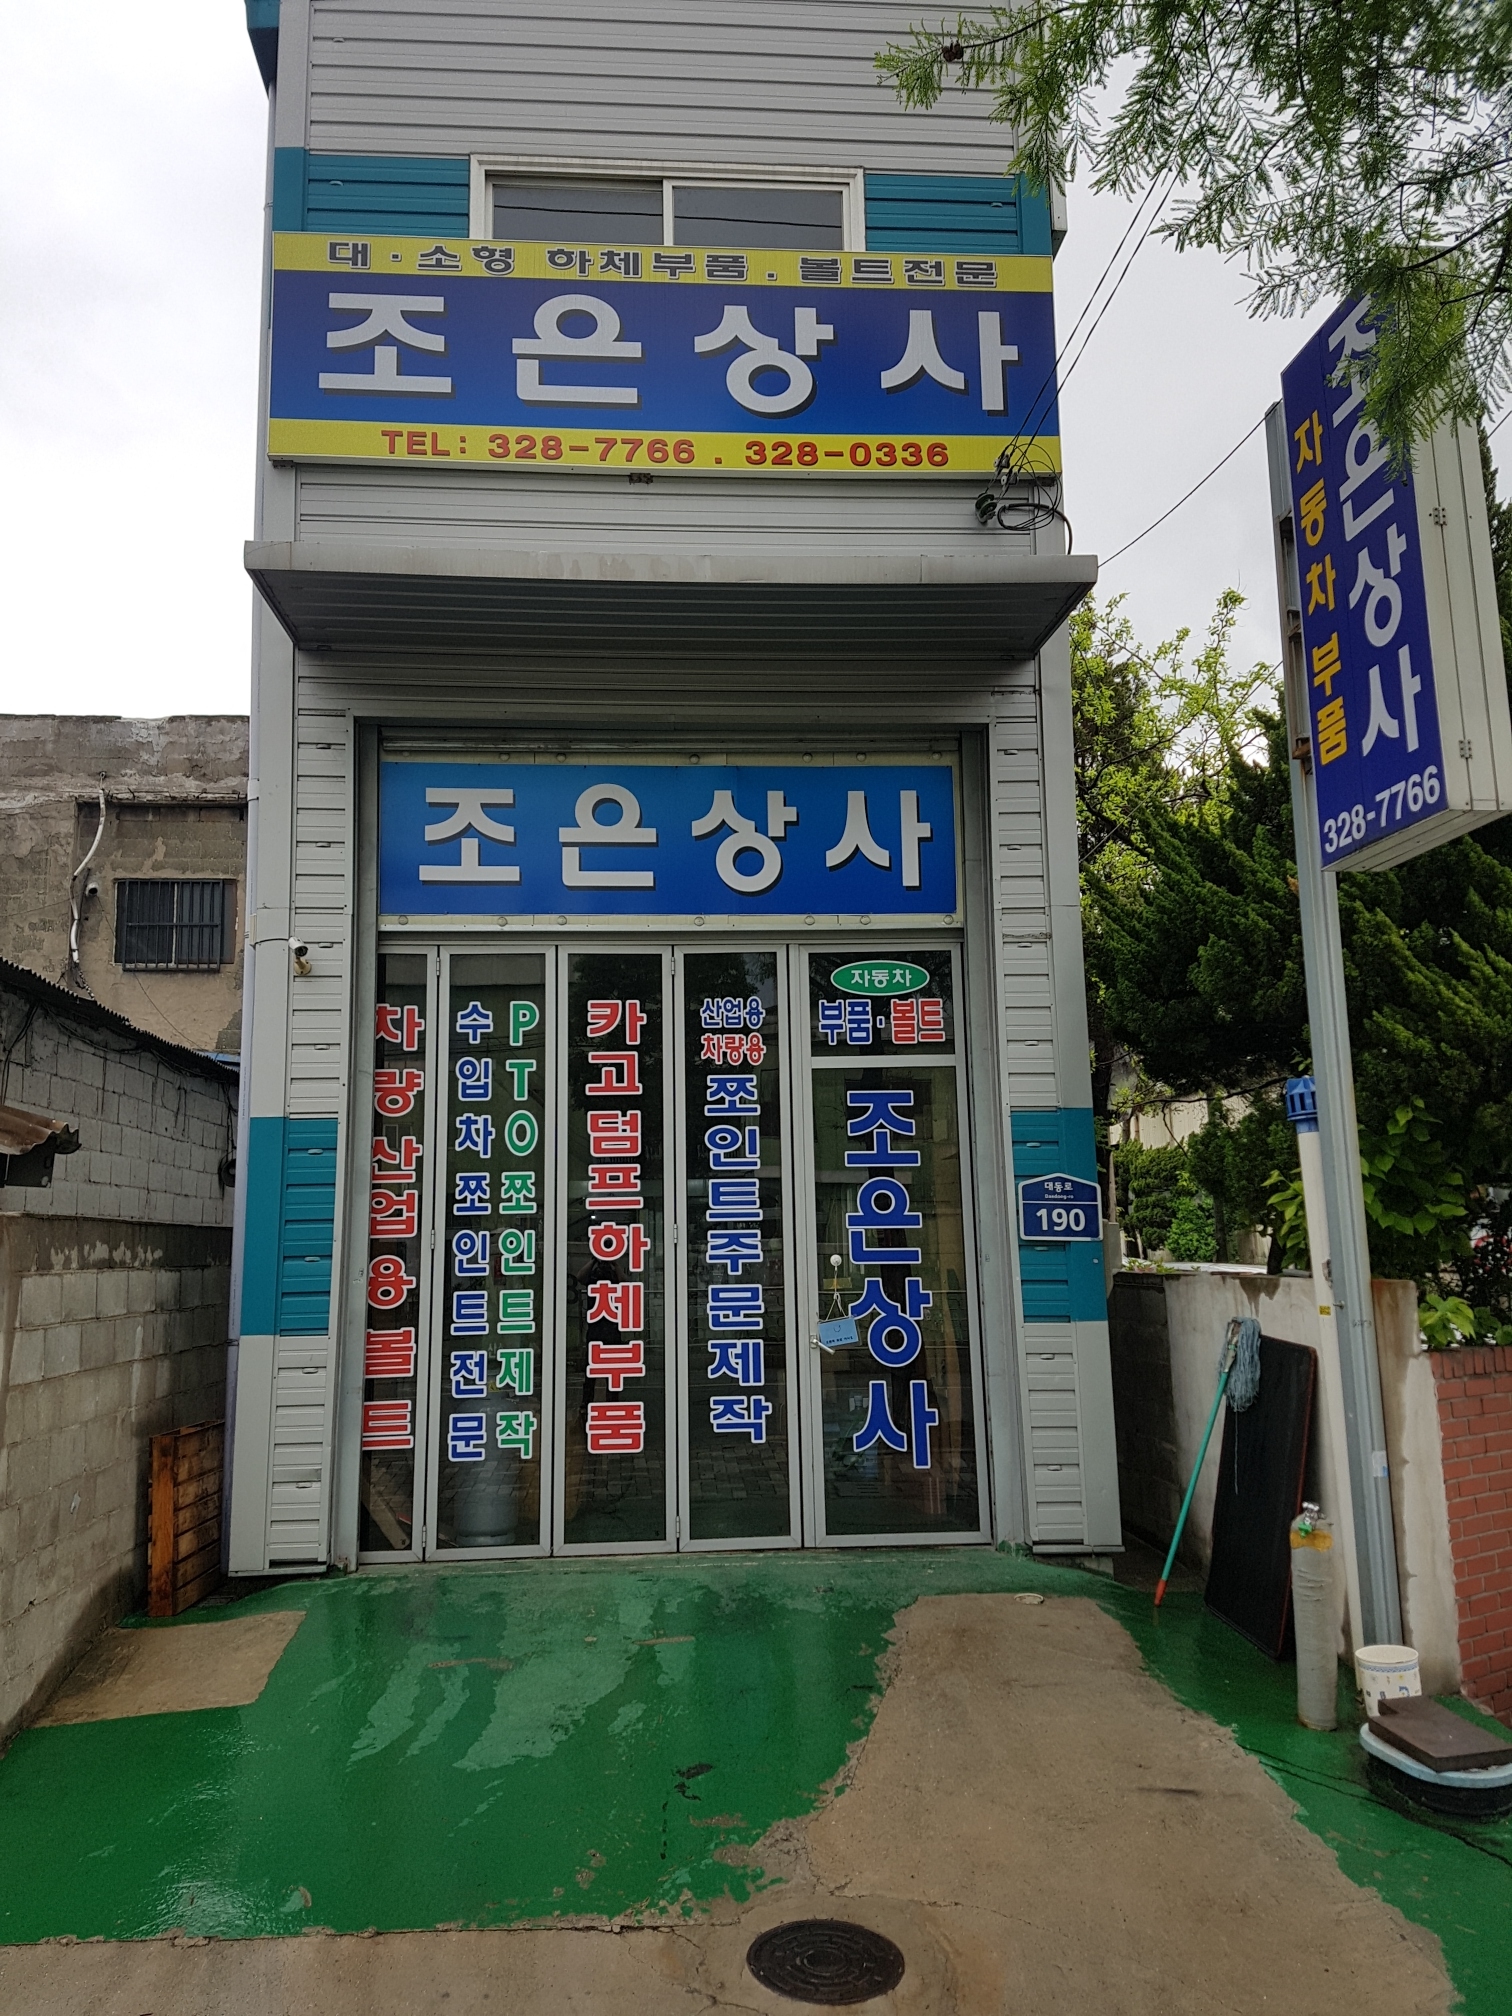 대 · 소형 하체부품 . 볼트전문
조은상사
TEL: 328-7766 . 328-0336
조은상사
자동차부품
328-7766
조은상사
차량산업용볼트
수입차쪼인트전문
PTO쪼인트제작
카고덤프하체부품
산업용
차량용
쪼인트주문제작
자동차
부품·볼트
조은상사
대동로
Daedong-ro
190